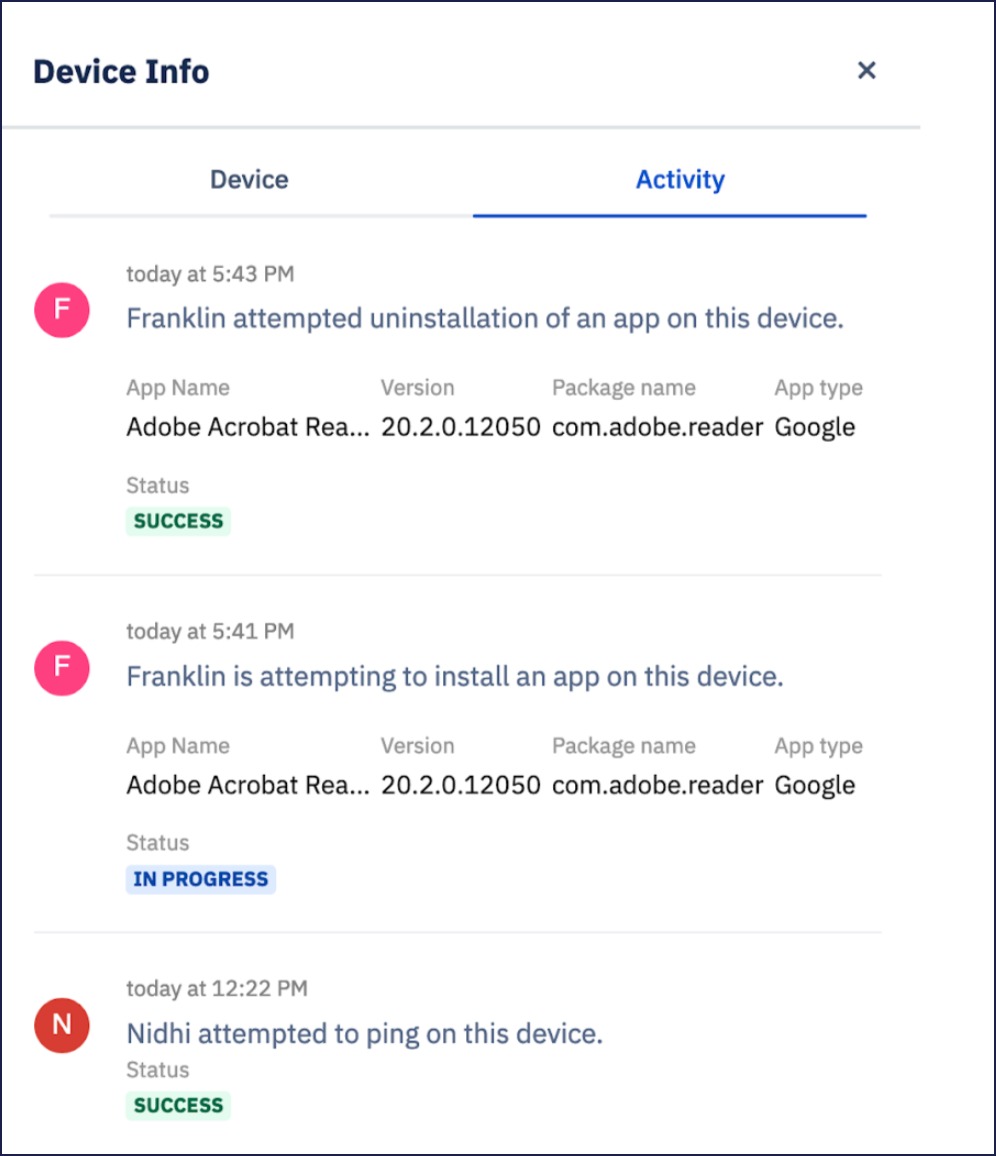 Device Info ×
Device Activity
today at 5:43 PM
F
Franklin attempted uninstallation of an app on this device.
App Name Version Package name App type
Adobe Acrobat Rea... 20.2.0.12050 com.adobe.reader Google
Status
SUCCESS
today at 5:41 PM
F
Franklin is attempting to install an app on this device.
App Name Version Package name App type
Adobe Acrobat Rea... 20.2.0.12050 com.adobe.reader Google
Status
IN PROGRESS
today at 12:22 PM
N
Nidhi attempted to ping on this device.
Status
SUCCESS